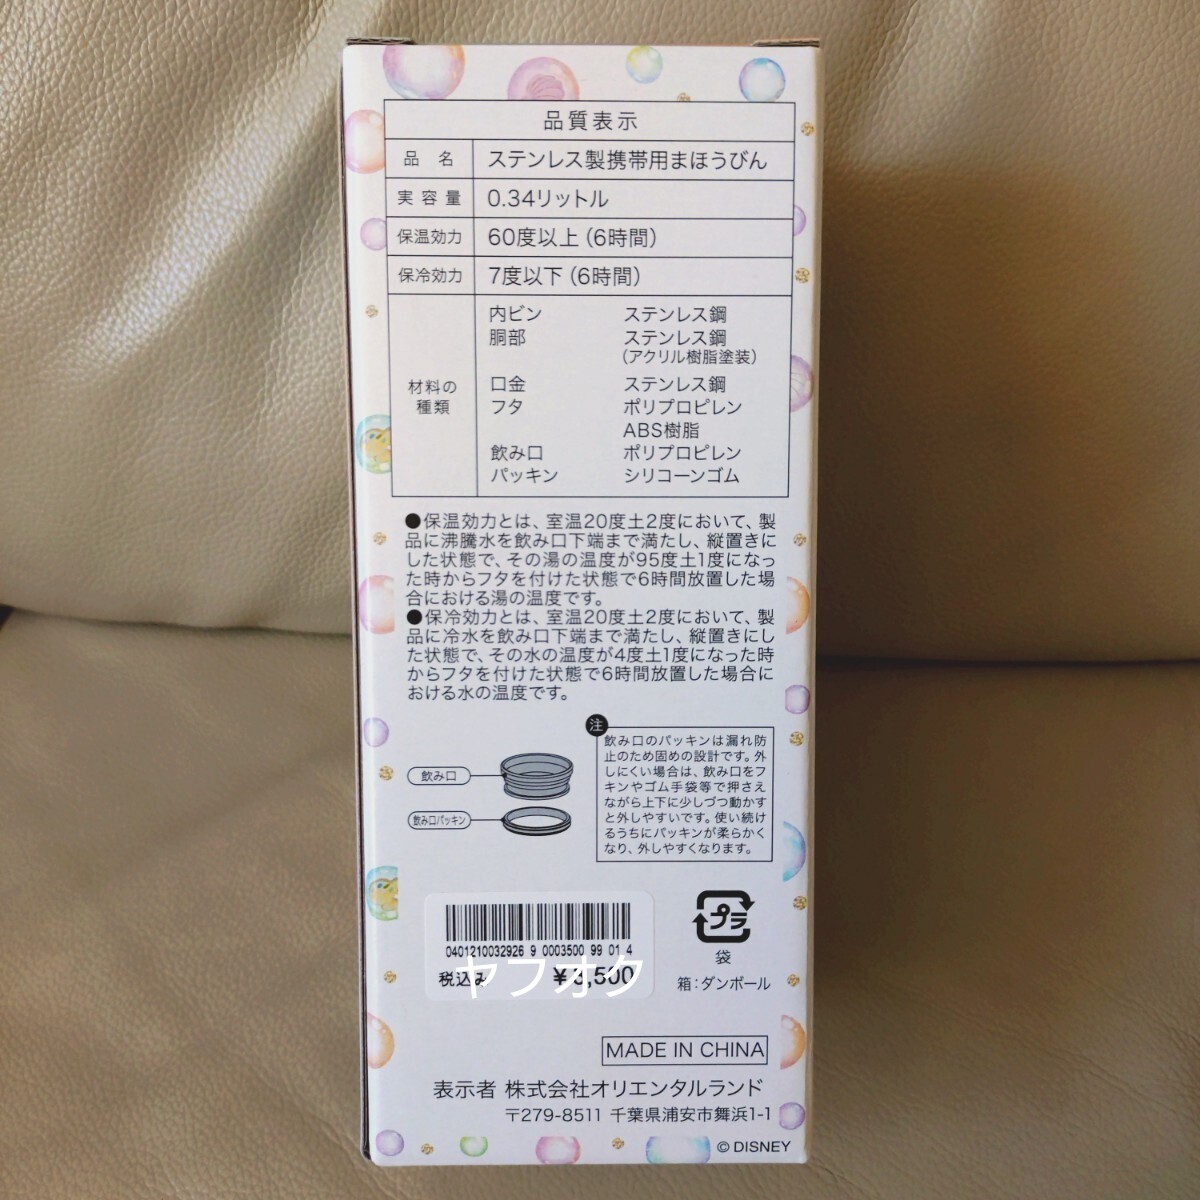 品質表示
品 名 ステンレス製携帯用まほうびん
実容量 0.34リットル
保温効力 60度以上(6時間)
保冷効力 7度以下(6時間)
材料の種類
内ビン ステンレス鋼
胴部 ステンレス鋼
(アクリル樹脂塗装)
口金 ステンレス鋼
フタ ポリプロピレン
ABS樹脂
飲み口 ポリプロピレン
パッキン シリコーンゴム
●保温効力とは、室温20度土2度において、製
品に沸騰水を飲み口下端まで満たし、縦置きに
した状態で、その湯の温度が95度土1度になっ
た時からフタを付けた状態で6時間放置した場
合における湯の温度です。
●保冷効力とは、室温20度土2度において、製
品に冷水を飲み口下端まで満たし、縦置きにし
た状態で、その水の温度が4度土1度になった時
からフタを付けた状態で6時間放置した場合に
おける水の温度です。
飲み口
飲み口パッキン
注
飲み口のパッキンは漏れ防
止のため固めの設計です。外
しにくい場合は、飲み口をフ
キンやゴム手袋等で押さえ
ながら上下に少しづつ動かす
と外しやすいです。使い続け
るうちにパッキンが柔らかく
なり、外しやすくなります。
0401210032926 9 0003500 99 01 4
税込み ¥3,500
ヤフオク
プラ
袋
箱:ダンボール
MADE IN CHINA
表示者 株式会社オリエンタルランド
〒279-8511 千葉県浦安市舞浜1-1
© DISNEY